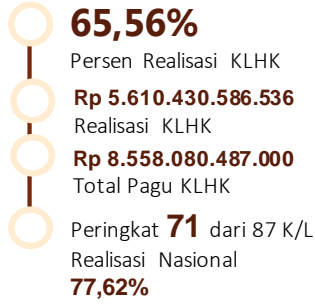 65,56%
Persen Realisasi KLHK
Rp 5.610.430.586.536
Realisasi KLHK
Rp 8.558.080.487.000
Total Pagu KLHK
Peringkat 71 dari 87 K/L
Realisasi Nasional
77,62%